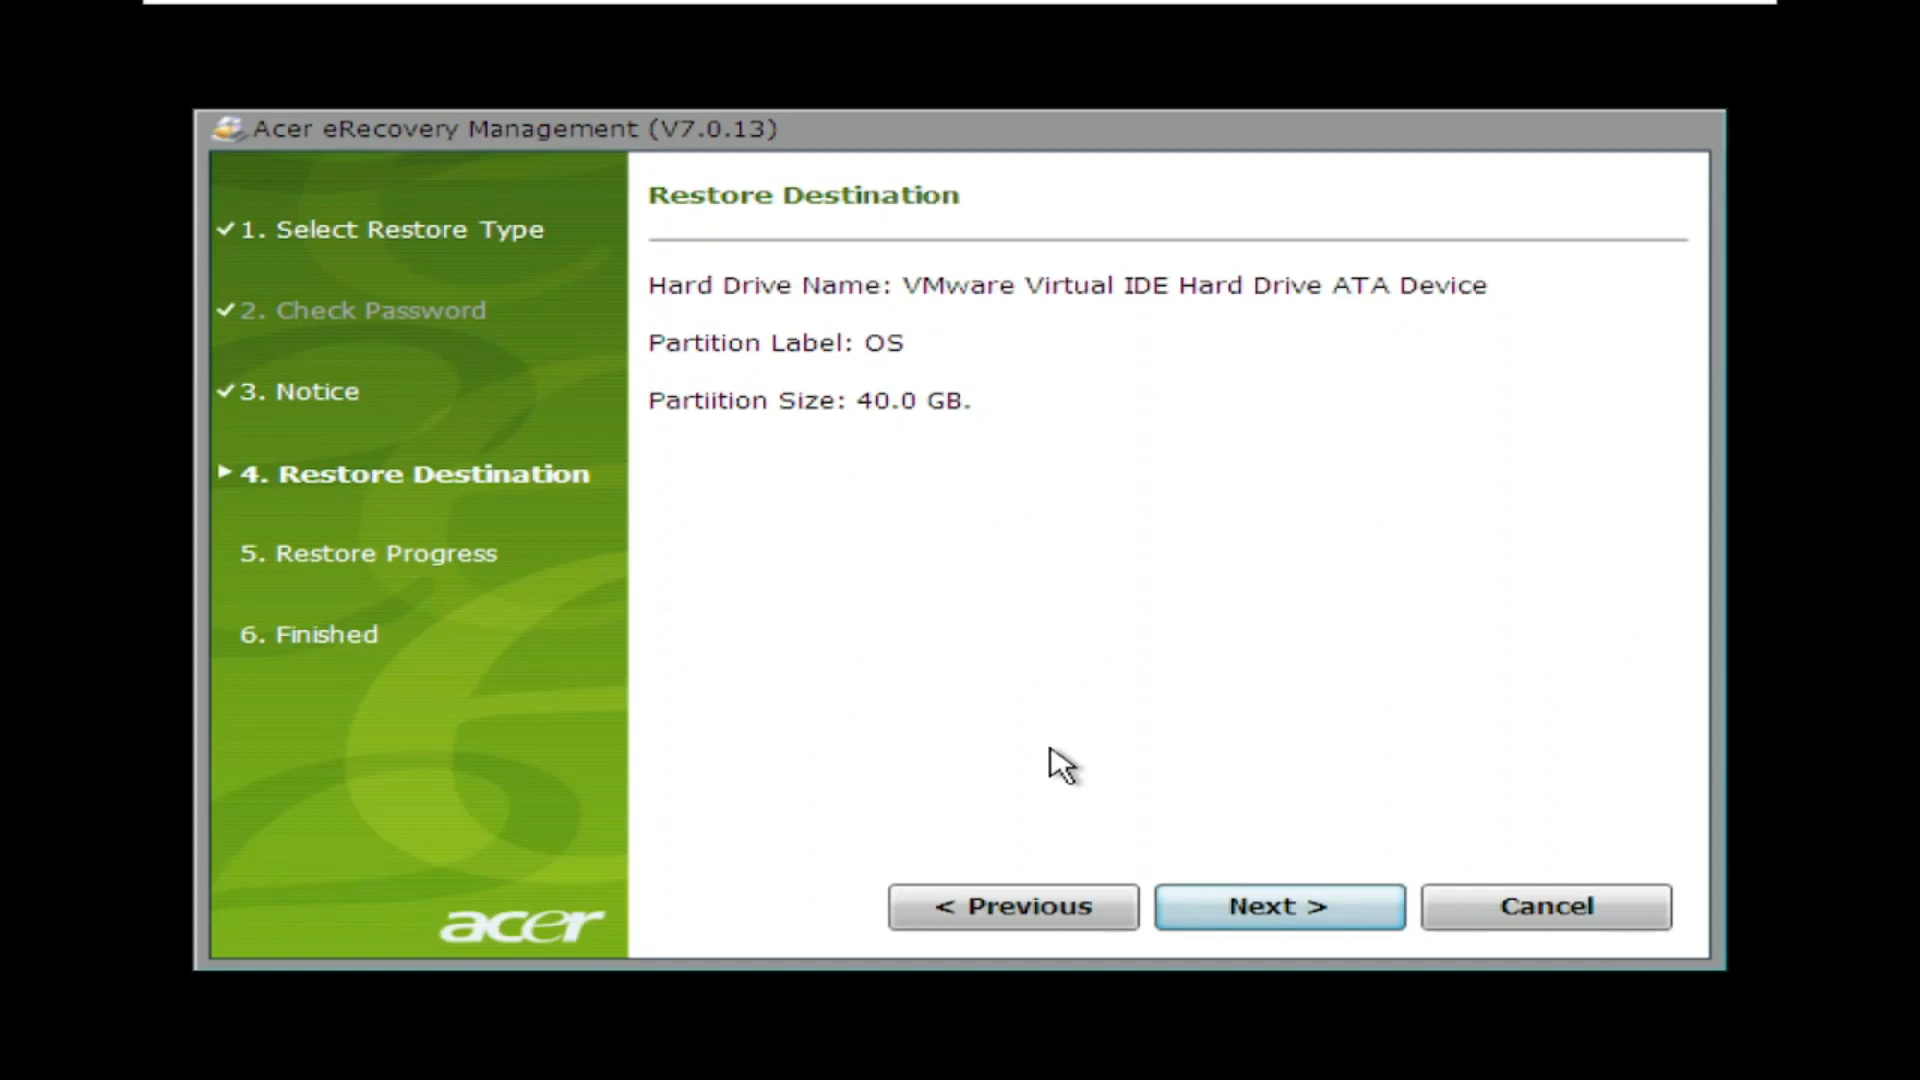 Acer eRecovery Management (V7.0.13)
✓1. Select Restore Type
✓2. Check Password
✓3. Notice
▶4. Restore Destination
5. Restore Progress
6. Finished
acer
Restore Destination
Hard Drive Name: VMware Virtual IDE Hard Drive ATA Device
Partition Label: OS
Partiition Size: 40.0 GB.
< Previous
Next >
Cancel